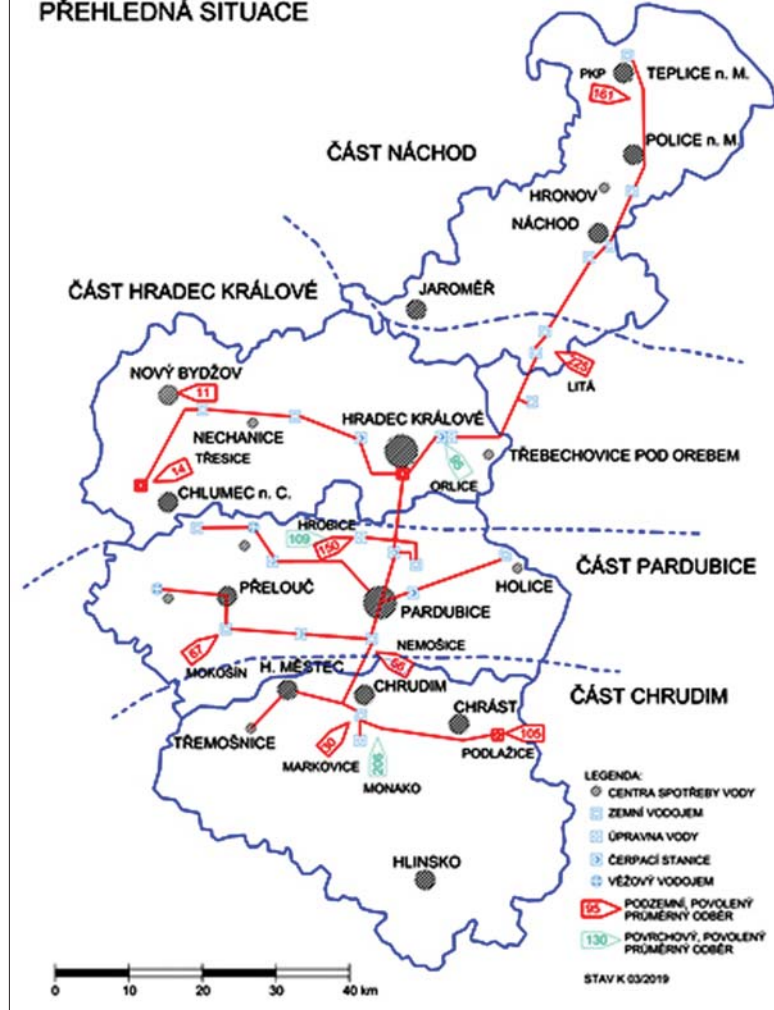 PŘEHLEDNÁ SITUACE
PKP
TEPLICE n. M.
161
POLICE n. M.
ČÁST NÁCHOD
HRONOV
NÁCHOD
ČÁST HRADEC KRÁLOVÉ
JAROMĚŘ
NOVÝ BYDŽOV
11
225
LITÁ
HRADEC KRÁLOVÉ
NECHANICE
TŘEBECHOVICE POD OREBEM
TŘESICE
14
ORLICE
CHLUMEC n. C.
HROBICE
109
150
ČÁST PARDUBICE
HOLICE
PŘELOUČ
PARDUBICE
67
NEMOŠICE
MOKOŠÍN
66
H. MĚSTEC
CHRUDIM
ČÁST CHRUDIM
CHRÁST
TŘEMOŠNICE
30
105
MARKOVICE
PODLAŽICE
208
MONAKO
HLINSKO
LEGENDA:
CENTRA SPOTŘEBY VODY
ZEMNÍ VODOJEM
ÚPRAVNA VODY
ČERPACÍ STANICE
VĚŽOVÝ VODOJEM
95 PODZEMNÍ, POVOLENÝ
PRŮMĚRNÝ ODBĚR
130 POVRCHOVÝ, POVOLENÝ
PRŮMĚRNÝ ODBĚR
STAV K 03/2019
0 10 20 30 40 km